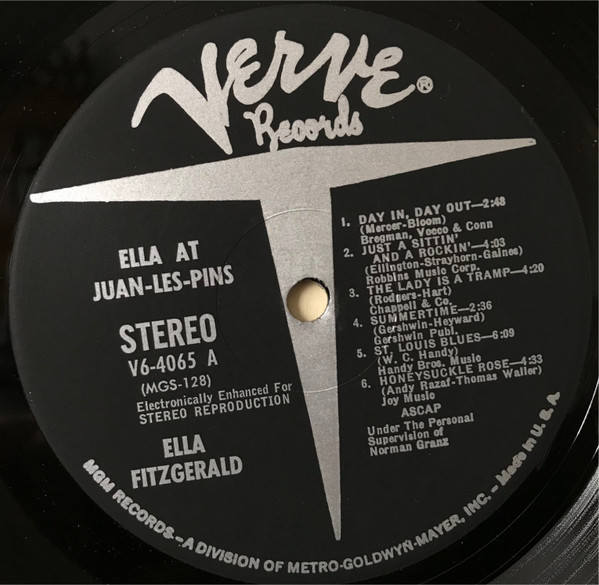 VERVE®
Records
ELLA AT
JUAN-LES-PINS
STEREO
V6-4065 A
(MGS-128)
Electronically Enhanced For
STEREO REPRODUCTION
ELLA
FITZGERALD
1. DAY IN, DAY OUT—2:48
(Mercer-Bloom)
Bregman, Vocco & Conn
2. JUST A SITTIN'
AND A ROCKIN'—4:03
(Ellington-Strayhorn-Gaines)
Robbins Music Corp.
3. THE LADY IS A TRAMP—4:20
(Rodgers-Hart)
Chappell & Co.
4. SUMMERTIME—2:36
(Gershwin-Heyward)
Gershwin Publ.
5. ST. LOUIS BLUES—6:09
(W. C. Handy)
Handy Bros. Music
6. HONEYSUCKLE ROSE—4:33
(Andy Razaf-Thomas Waller)
Joy Music
ASCAP
Under The Personal
Supervision of
Norman Granz
MGM RECORDS—A DIVISION OF METRO-GOLDWYN-MAYER, INC.—Made in U. S. A.